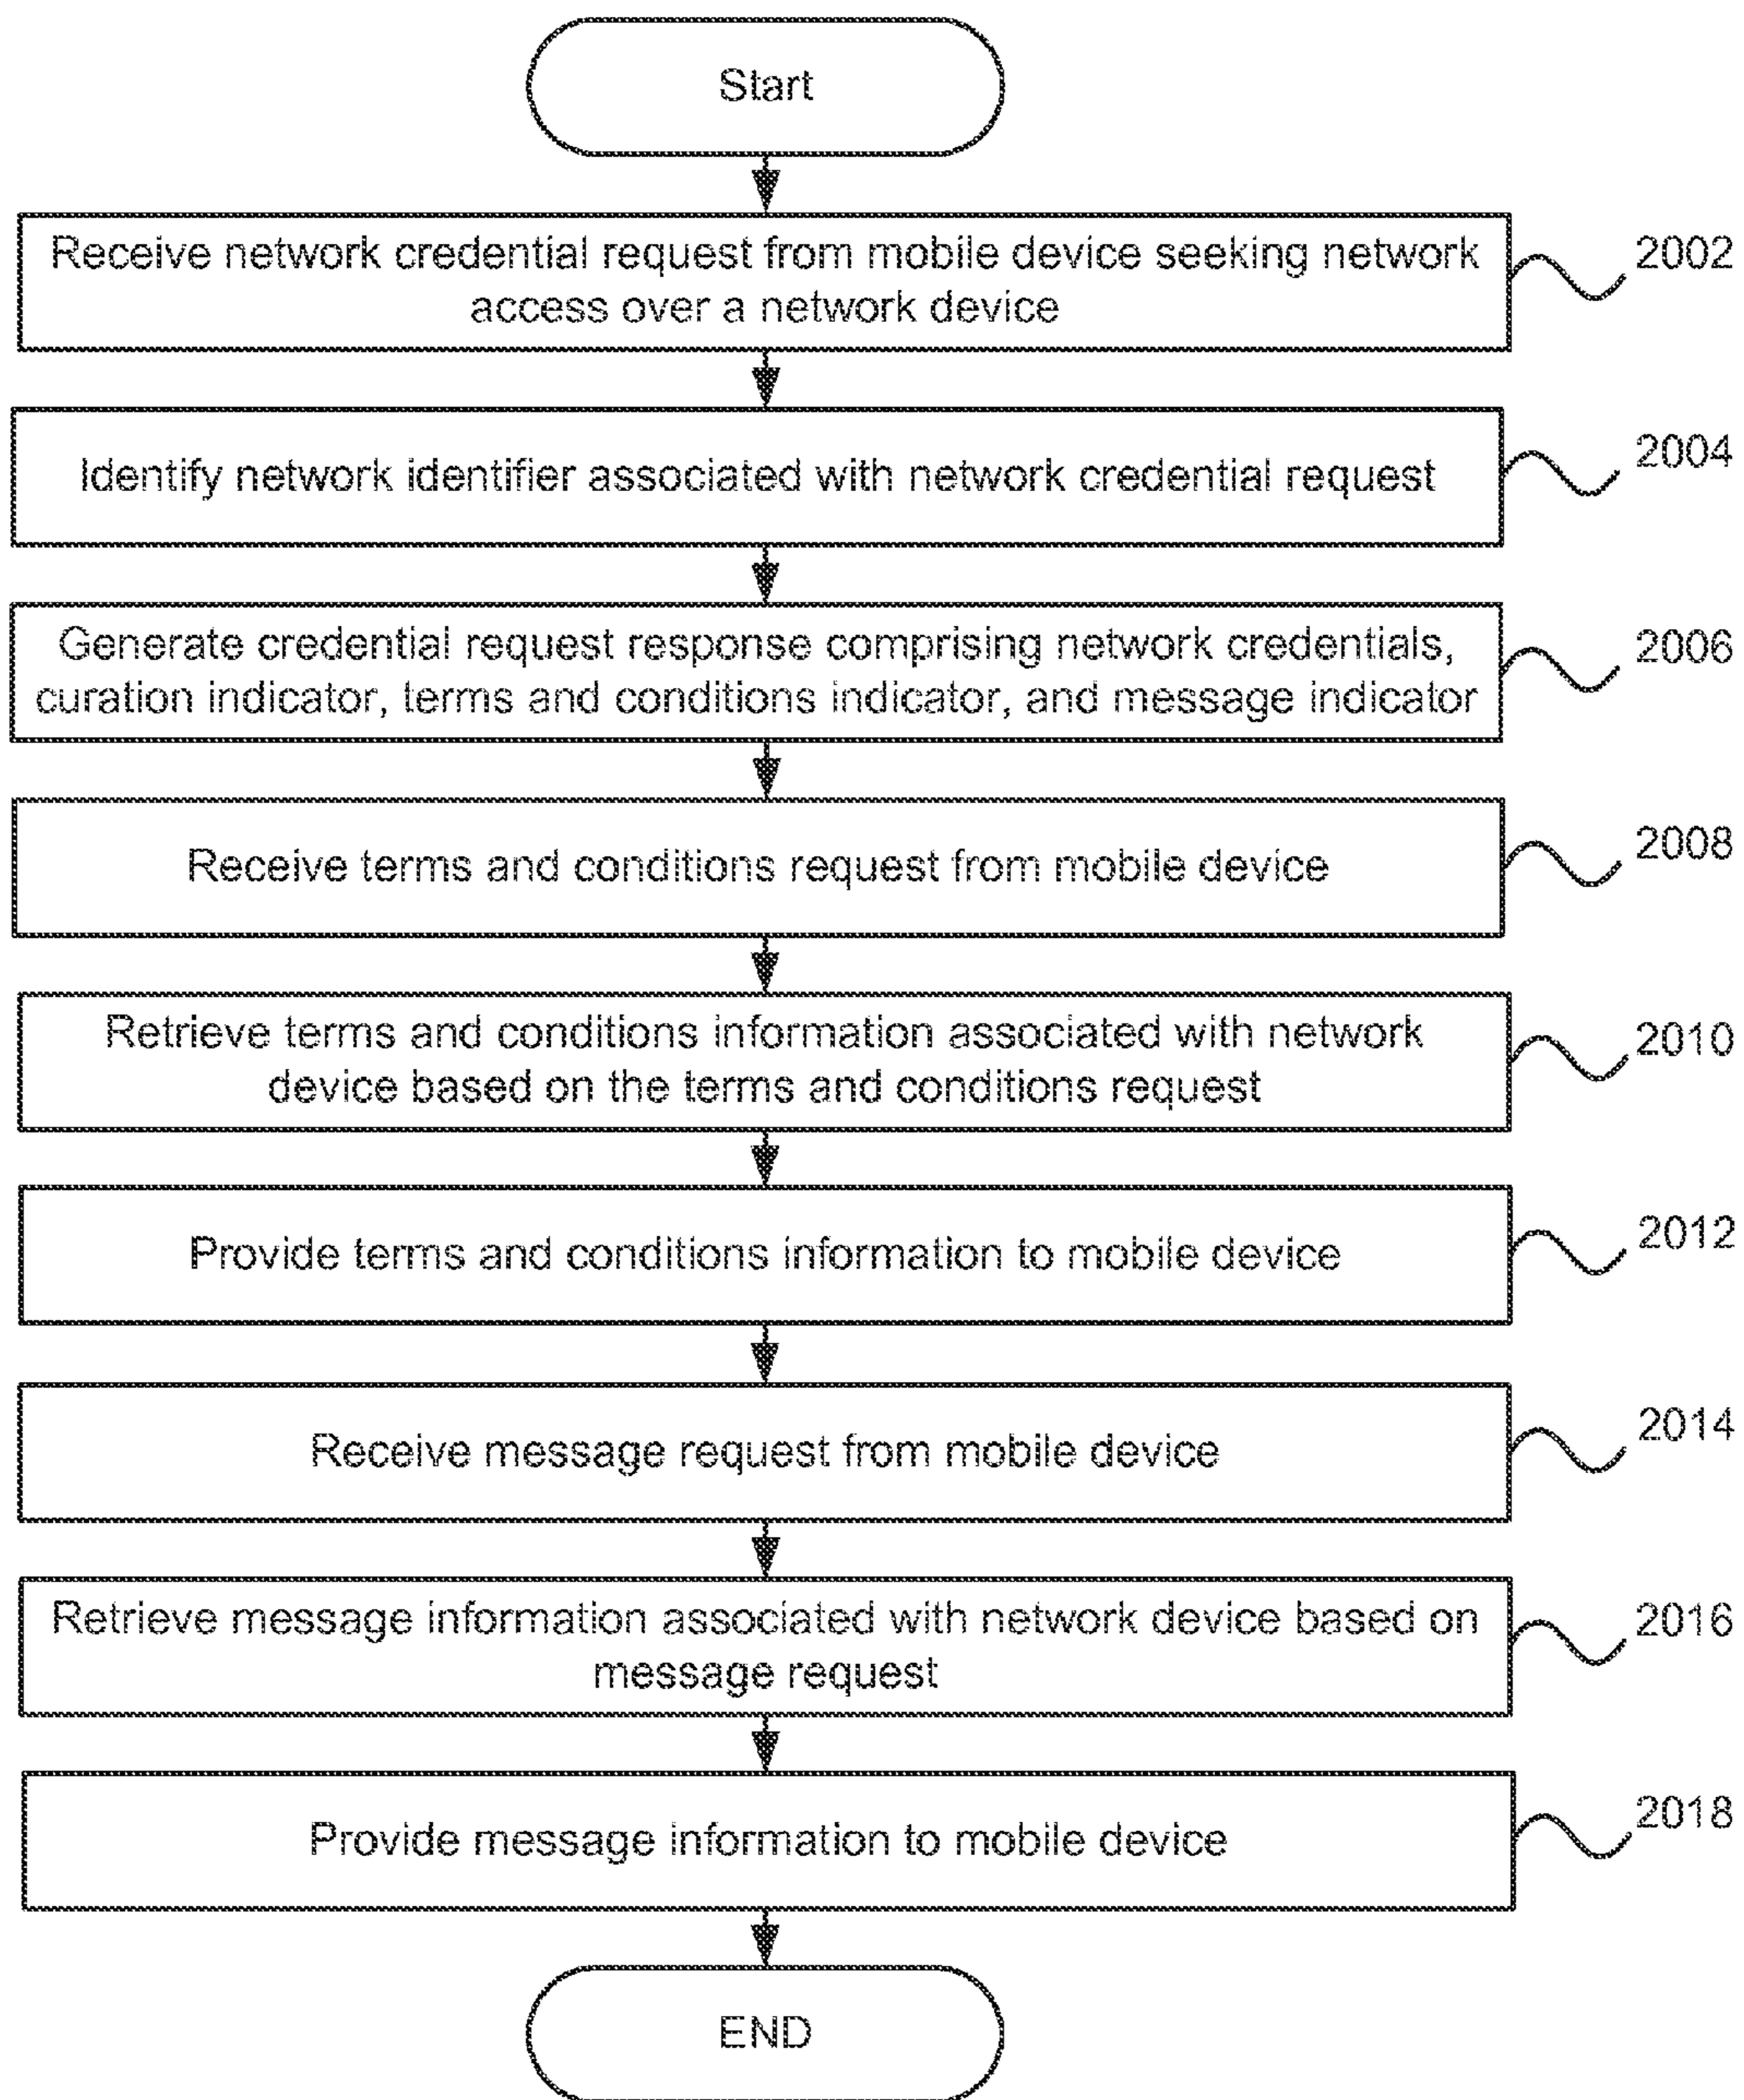 Start
Receive network credential request from mobile device seeking network
access over a network device
2002
Identify network identifier associated with network credential request
2004
Generate credential request response comprising network credentials,
curation indicator, terms and conditions indicator, and message indicator
2006
Receive terms and conditions request from mobile device
2008
Retrieve terms and conditions information associated with network
device based on the terms and conditions request
2010
Provide terms and conditions information to mobile device
2012
Receive message request from mobile device
2014
Retrieve message information associated with network device based on
message request
2016
Provide message information to mobile device
2018
END